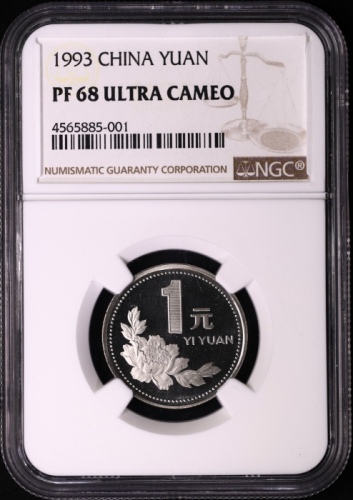 1993 CHINA YUAN
PF 68 ULTRA CAMEO
4565885-001
NUMISMATIC GUARANTY CORPORATION
NGC®
1元
YI YUAN